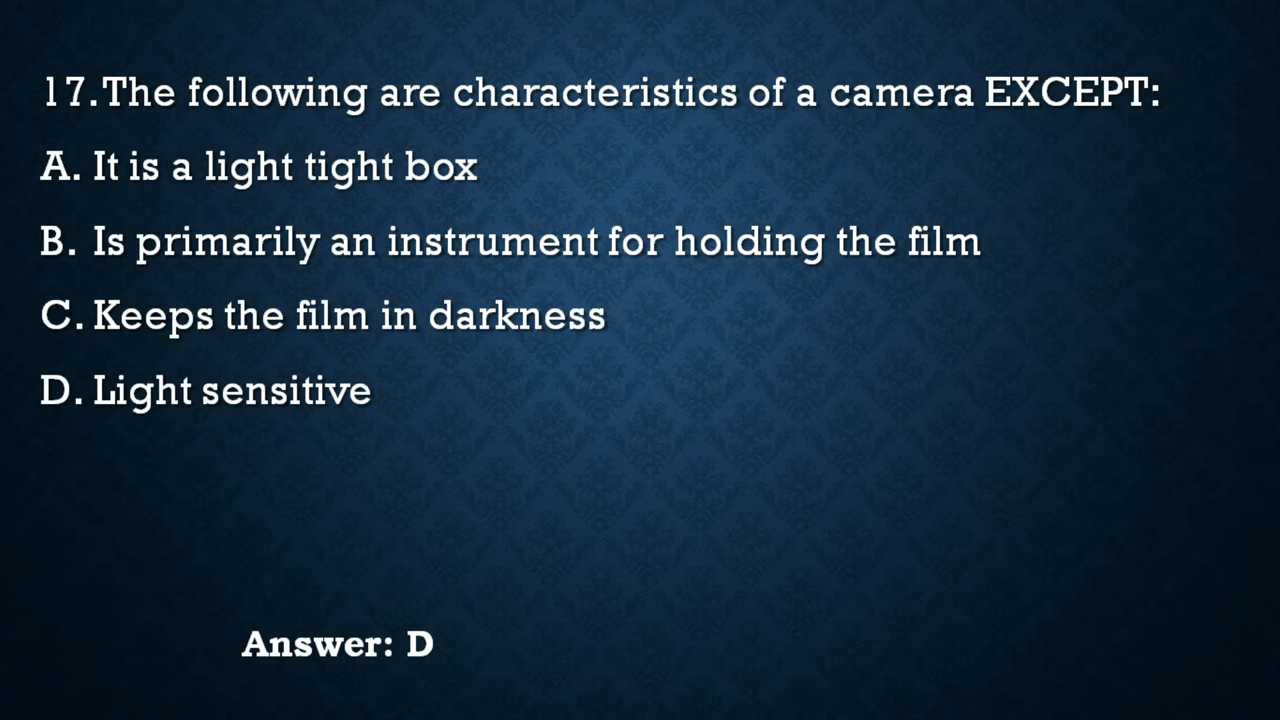 17.The following are characteristics of a camera EXCEPT:
A. It is a light tight box
B. Is primarily an instrument for holding the film
C. Keeps the film in darkness
D. Light sensitive
Answer: D